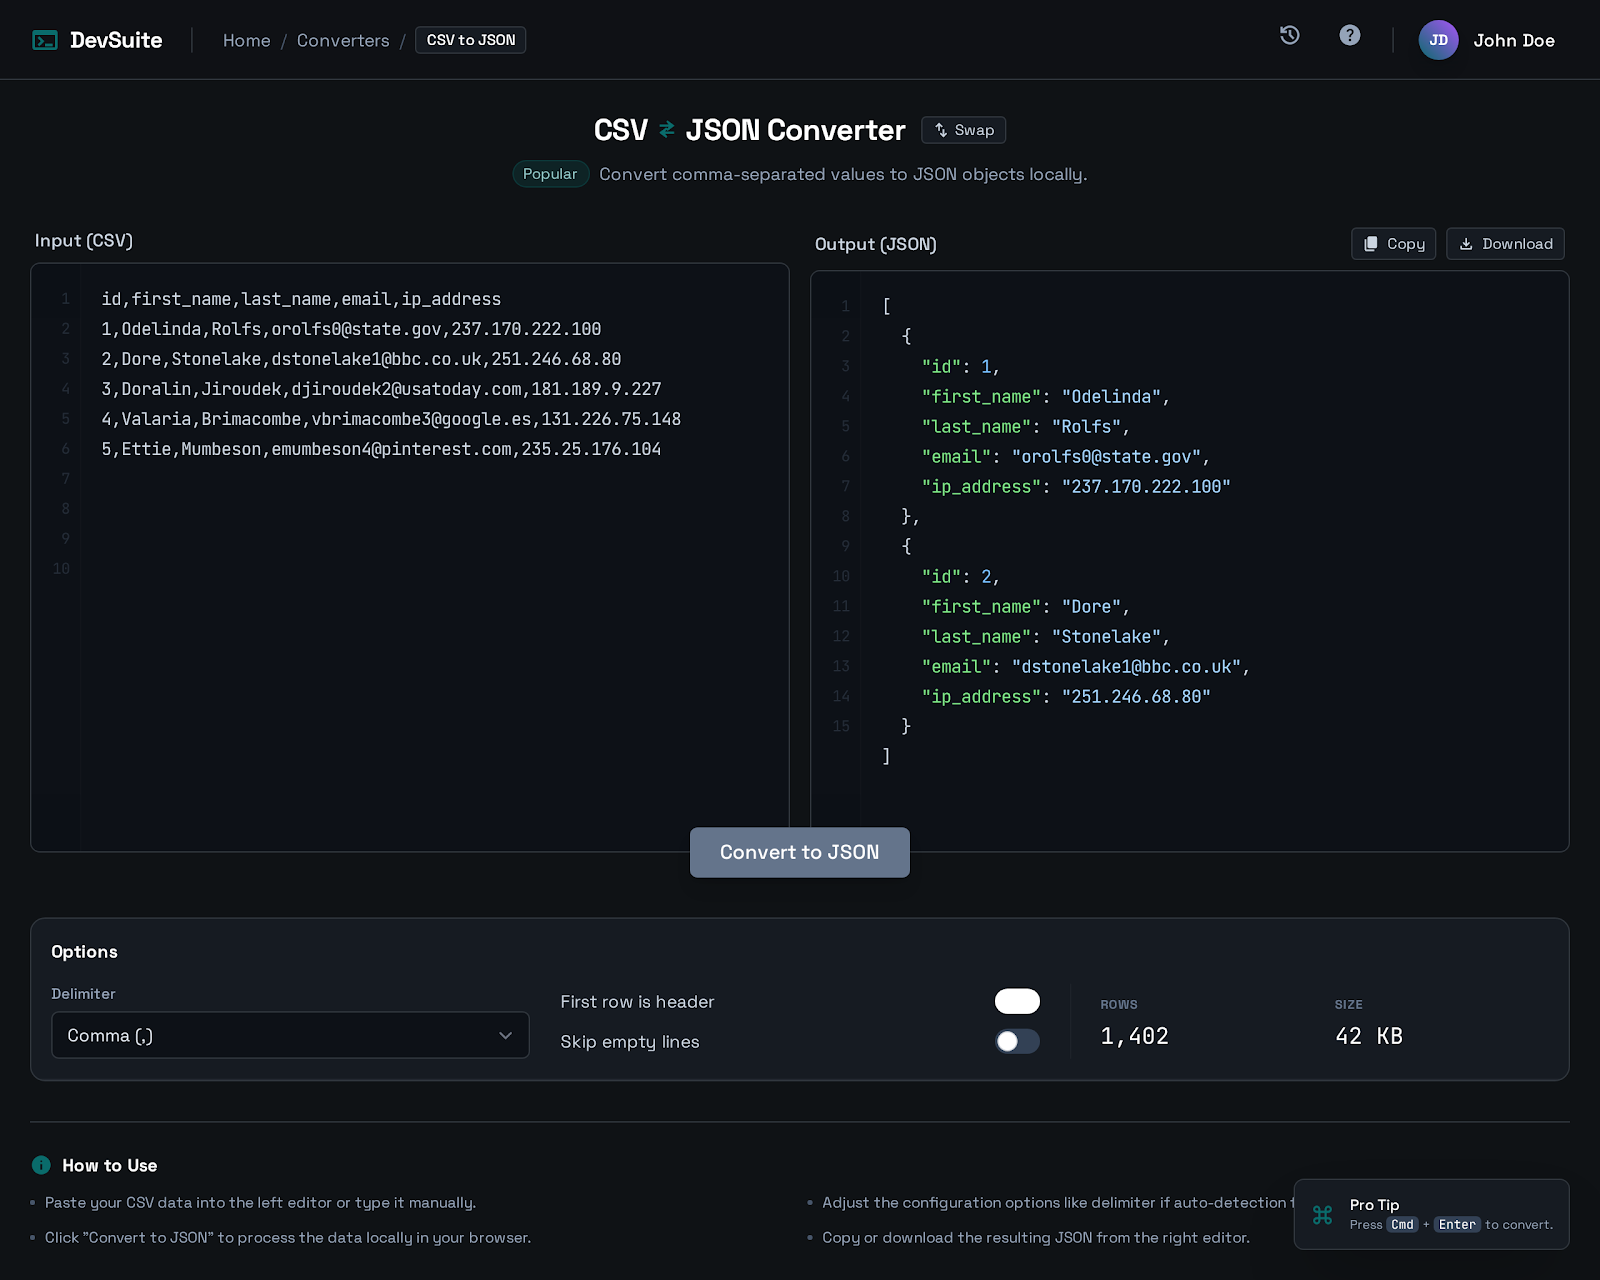 DevSuite
Home / Converters / CSV to JSON
JD John Doe
CSV JSON Converter
Swap
Popular
Convert comma-separated values to JSON objects locally.
Input (CSV)
1 id,first_name,last_name,email,ip_address
2 1,Odelinda,Rolfs,orolfs0@state.gov,237.170.222.100
3 2,Dore,Stonelake,dstonelake1@bbc.co.uk,251.246.68.80
4 3,Doralin,Jiroudek,djiroudek2@usatoday.com,181.189.9.227
5 4,Valaria,Brimacombe,vbrimacombe3@google.es,131.226.75.148
6 5,Ettie,Mumbeson,emumbeson4@pinterest.com,235.25.176.104
7
8
9
10
Output (JSON)
Copy
Download
1 [
2 {
3 "id": 1,
4 "first_name": "Odelinda",
5 "last_name": "Rolfs",
6 "email": "orolfs0@state.gov",
7 "ip_address": "237.170.222.100"
8 },
9 {
10 "id": 2,
11 "first_name": "Dore",
12 "last_name": "Stonelake",
13 "email": "dstonelake1@bbc.co.uk",
14 "ip_address": "251.246.68.80"
15 }
]
Convert to JSON
Options
Delimiter
Comma (,)
First row is header
Skip empty lines
ROWS
1,402
SIZE
42 KB
How to Use
• Paste your CSV data into the left editor or type it manually.
• Click "Convert to JSON" to process the data locally in your browser.
• Adjust the configuration options like delimiter if auto-detection
• Copy or download the resulting JSON from the right editor.
Pro Tip
Press Cmd + Enter to convert.